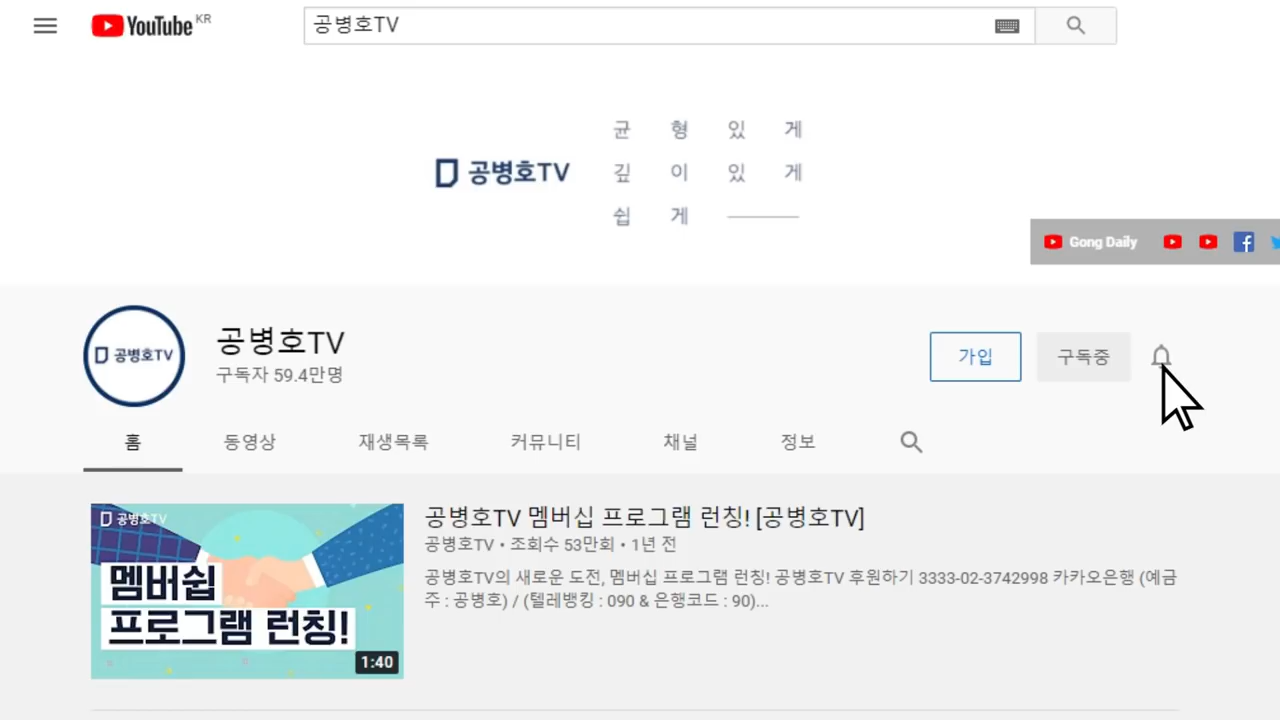 YouTube KR
공병호TV
공병호TV
균 형 있 게
깊 이 있 게
쉽 게
Gong Daily
공병호TV
공병호TV
구독자 59.4만명
가입
구독중
홈
동영상
재생목록
커뮤니티
채널
정보
공병호TV
멤버쉽
프로그램 런칭!
1:40
공병호TV 멤버십 프로그램 런칭! [공병호TV]
공병호TV • 조회수 53만회 • 1년 전
공병호TV의 새로운 도전, 멤버십 프로그램 런칭! 공병호TV 후원하기 3333-02-3742998 카카오은행 (예금
주 : 공병호) / (텔레뱅킹 : 090 & 은행코드 : 90)...